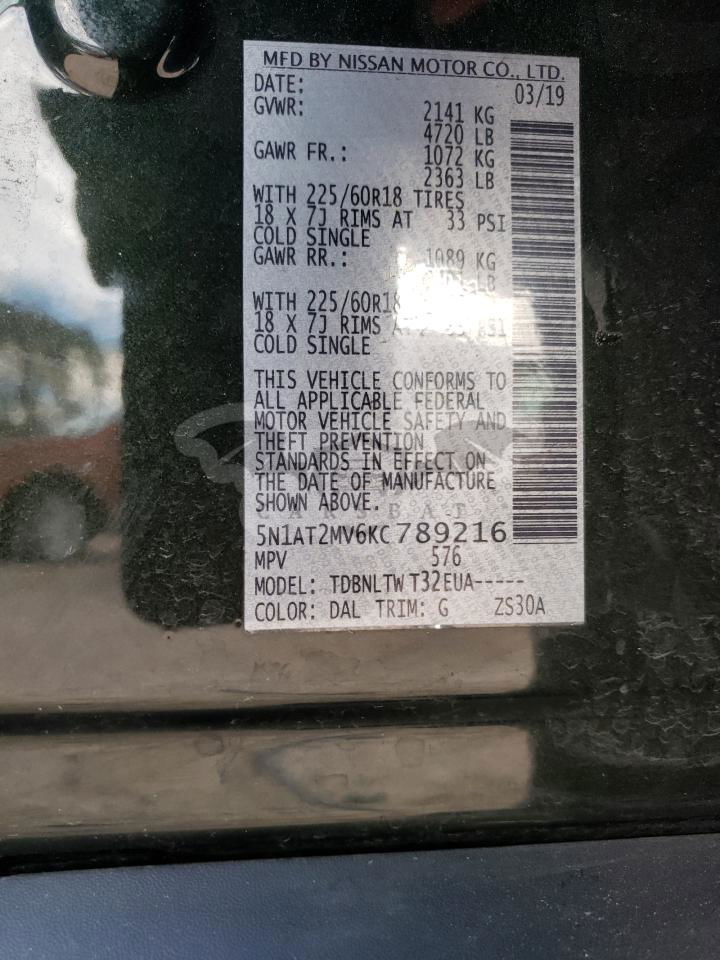 MFD BY NISSAN MOTOR CO., LTD.
DATE: 03/19
GVWR: 2141 KG
4720 LB
GAWR FR.: 1072 KG
2363 LB
WITH 225/60R18 TIRES
18 X 7J RIMS AT 33 PSI
COLD SINGLE
GAWR RR.: 1089 KG
LB
WITH 225/60R18
18 X 7J RIMS
COLD SINGLE
THIS VEHICLE CONFORMS TO
ALL APPLICABLE FEDERAL
MOTOR VEHICLE SAFETY AND
THEFT PREVENTION
STANDARDS IN EFFECT ON
THE DATE OF MANUFACTURE
SHOWN ABOVE.
CARSBAT
5N1AT2MV6KC789216
MPV 576
MODEL: TDBNLTW T32EUA-----
COLOR: DAL TRIM: G ZS30A